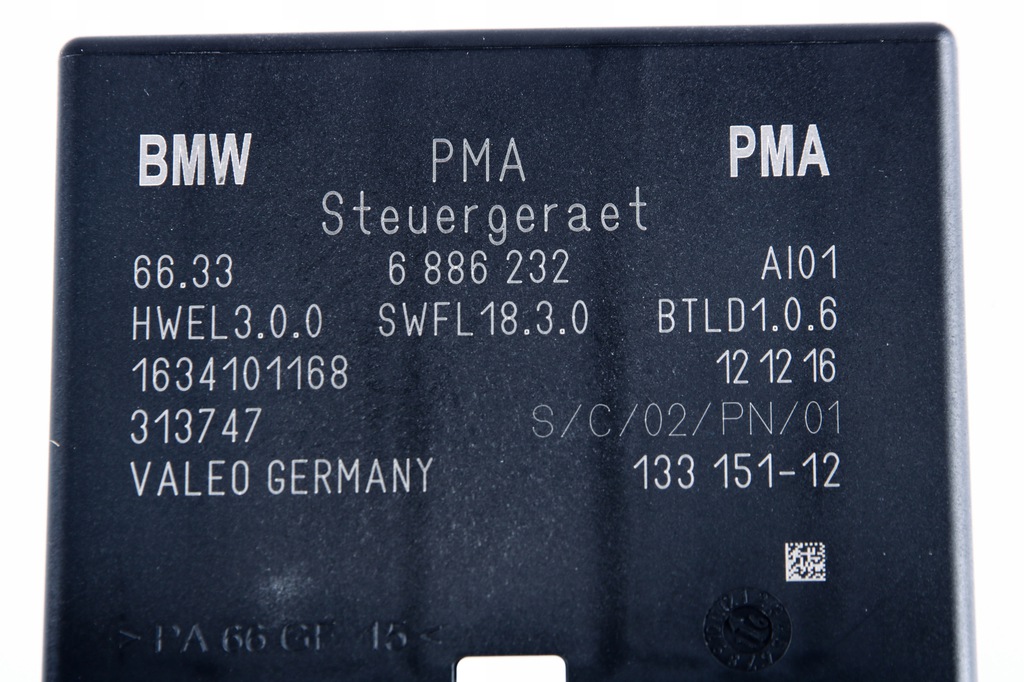 BMW PMA PMA
Steuergeraet
66.33 6 886 232 AI01
HWEL3.0.0 SWFL18.3.0 BTLD1.0.6
1634101168 12 12 16
313747 S/C/02/PN/01
VALEO GERMANY 133 151-12
>PA 66 GF 15<